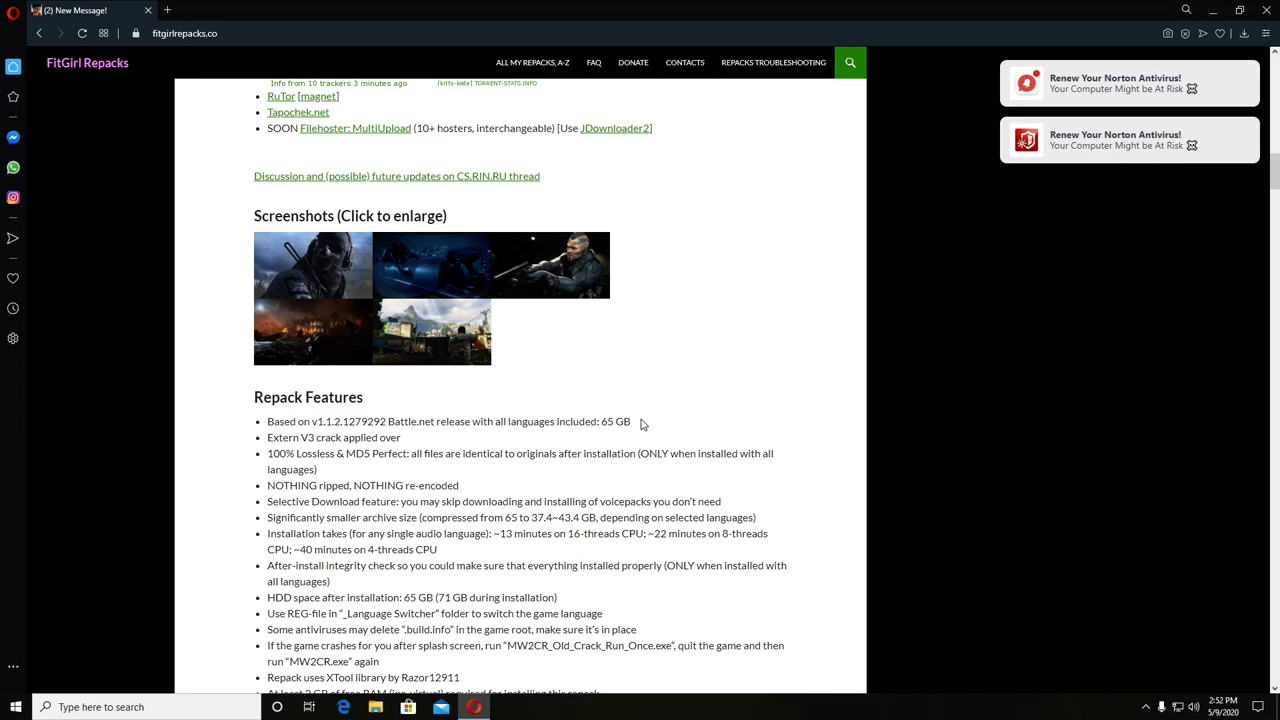 (2) New Message!
fitgirlrepacks.co
FitGirl Repacks
ALL MY REPACKS, A-Z
FAQ
DONATE
CONTACTS
REPACKS TROUBLESHOOTING
Info from 10 trackers 3 minutes ago
[kitty-kode] TORRENT-STATS.INFO
RuTor [magnet]
Tapochek.net
SOON Filehoster: MultiUpload (10+ hosters, interchangeable) [Use JDownloader2]
Discussion and (possible) future updates on CS.RIN.RU thread
Screenshots (Click to enlarge)
Repack Features
Based on v1.1.2.1279292 Battle.net release with all languages included: 65 GB
Extern V3 crack applied over
100% Lossless & MD5 Perfect: all files are identical to originals after installation (ONLY when installed with all
languages)
NOTHING ripped, NOTHING re-encoded
Selective Download feature: you may skip downloading and installing of voicepacks you don’t need
Significantly smaller archive size (compressed from 65 to 37.4~43.4 GB, depending on selected languages)
Installation takes (for any single audio language): ~13 minutes on 16-threads CPU; ~22 minutes on 8-threads
CPU; ~40 minutes on 4-threads CPU
After-install integrity check so you could make sure that everything installed properly (ONLY when installed with
all languages)
HDD space after installation: 65 GB (71 GB during installation)
Use REG-file in “_Language Switcher” folder to switch the game language
Some antiviruses may delete “.build.info” in the game root, make sure it’s in place
If the game crashes for you after splash screen, run “MW2CR_Old_Crack_Run_Once.exe”, quit the game and then
run “MW2CR.exe” again
Repack uses XTool library by Razor12911
At least 2 GB of free RAM (inc. virtual) required for installing this repack
Renew Your Norton Antivirus!
Your Computer Might be At Risk
Renew Your Norton Antivirus!
Your Computer Might be At Risk
Type here to search
2:52 PM
5/9/2020